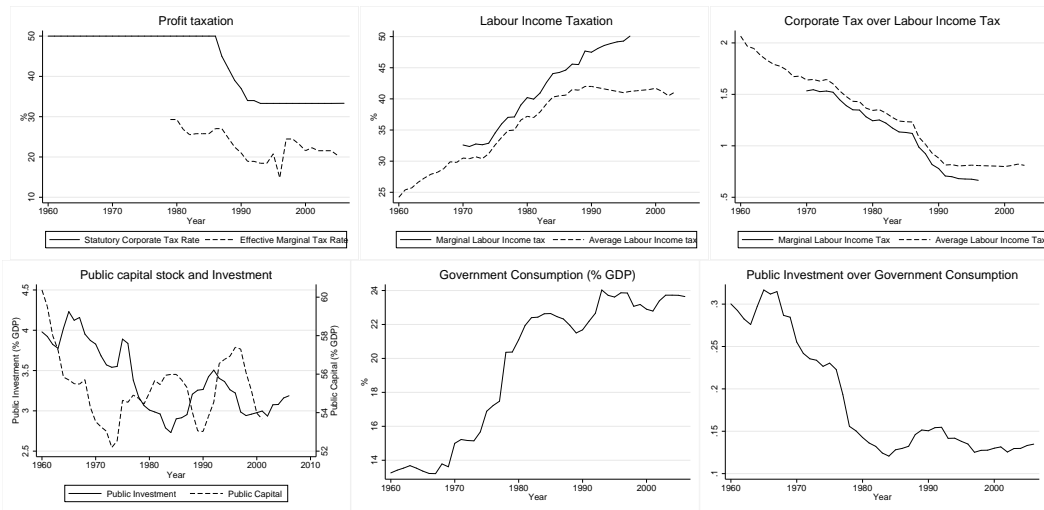 Profit taxation
%
50
40
30
20
10
1960 1970 1980 1990 2000
Year
Statutory Corporate Tax Rate Effective Marginal Tax Rate
Labour Income Taxation
%
50
45
40
35
30
25
1960 1970 1980 1990 2000
Year
Marginal Labour Income tax Average Labour Income tax
Corporate Tax over Labour Income Tax
2
1.5
1
.5
1960 1970 1980 1990 2000
Year
Marginal Labour Income Tax Average Labour Income Tax
Public capital stock and Investment
Public Investment (% GDP)
4.5
4
3.5
3
2.5
Public Capital (% GDP)
60
58
56
54
52
1960 1970 1980 1990 2000 2010
Year
Public Investment Public Capital
Government Consumption (% GDP)
%
24
22
20
18
16
14
1960 1970 1980 1990 2000
Year
Public Investment over Government Consumption
.3
.25
.2
.15
.1
1960 1970 1980 1990 2000
Year